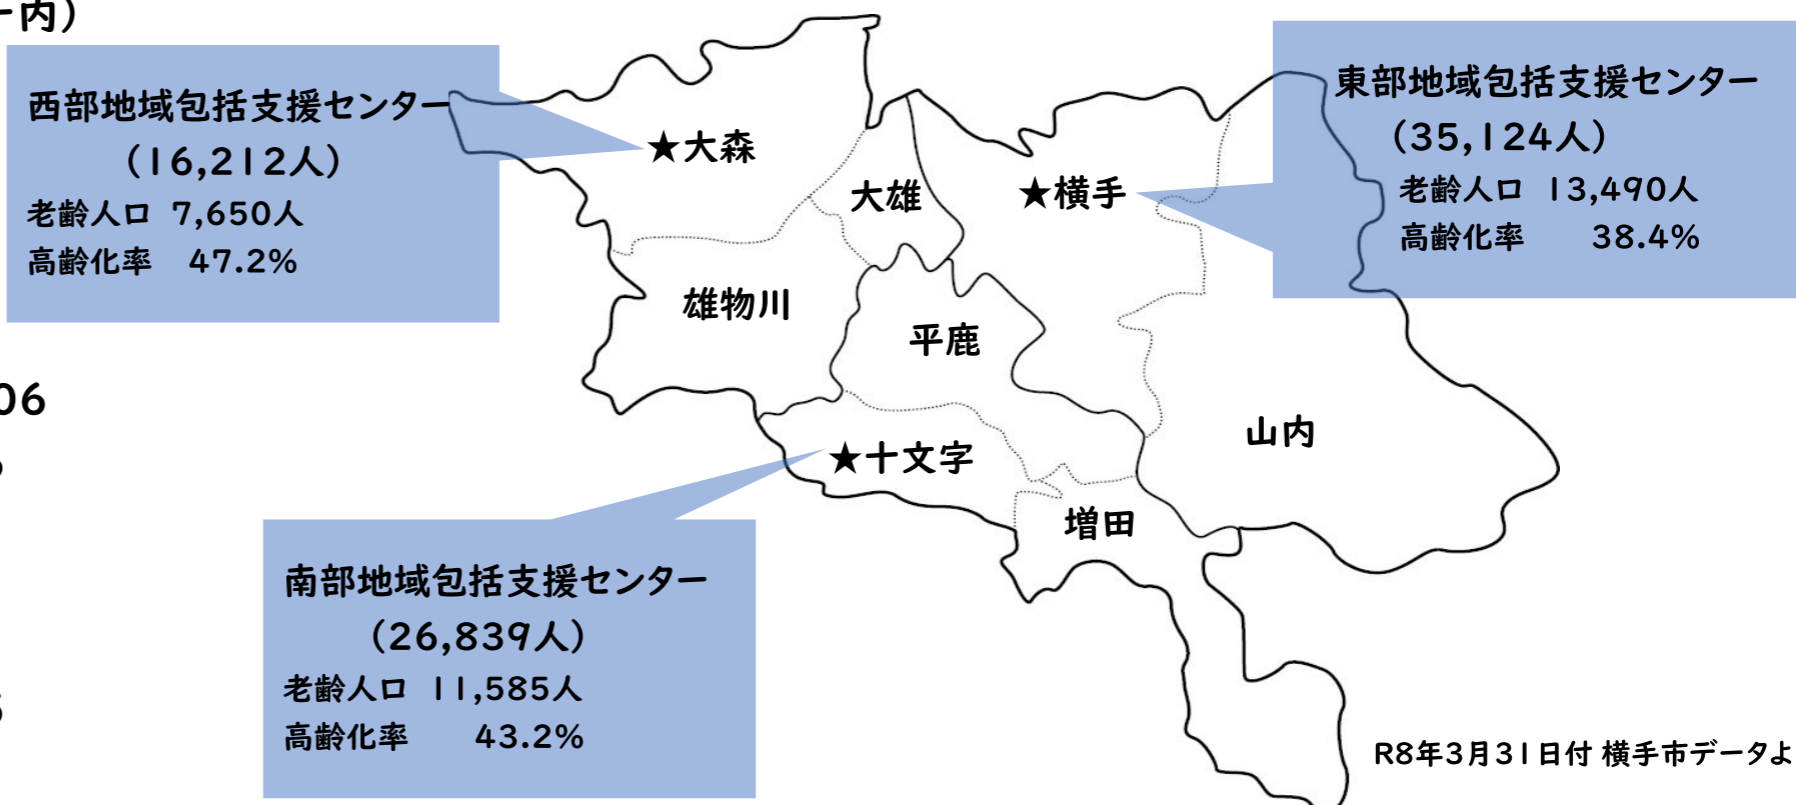 ー内）
西部地域包括支援センター
（16,212人）
老齢人口 7,650人
高齢化率 47.2%
東部地域包括支援センター
（35,124人）
老齢人口 13,490人
高齢化率 38.4%
★大森
大雄
★横手
雄物川
平鹿
山内
★十文字
増田
06
南部地域包括支援センター
（26,839人）
老齢人口 11,585人
高齢化率 43.2%
R8年3月31日付 横手市データよ